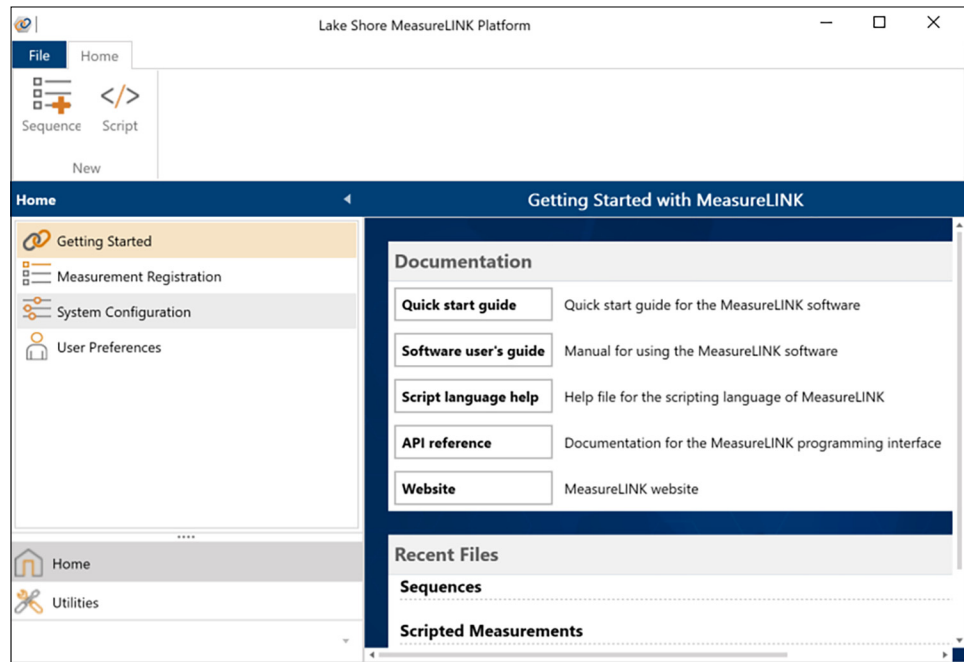 Lake Shore MeasureLINK Platform
File Home
Sequence Script
New
Home
Getting Started
Measurement Registration
System Configuration
User Preferences
Home
Utilities
Getting Started with MeasureLINK
Documentation
Quick start guide Quick start guide for the MeasureLINK software
Software user's guide Manual for using the MeasureLINK software
Script language help Help file for the scripting language of MeasureLINK
API reference Documentation for the MeasureLINK programming interface
Website MeasureLINK website
Recent Files
Sequences
Scripted Measurements